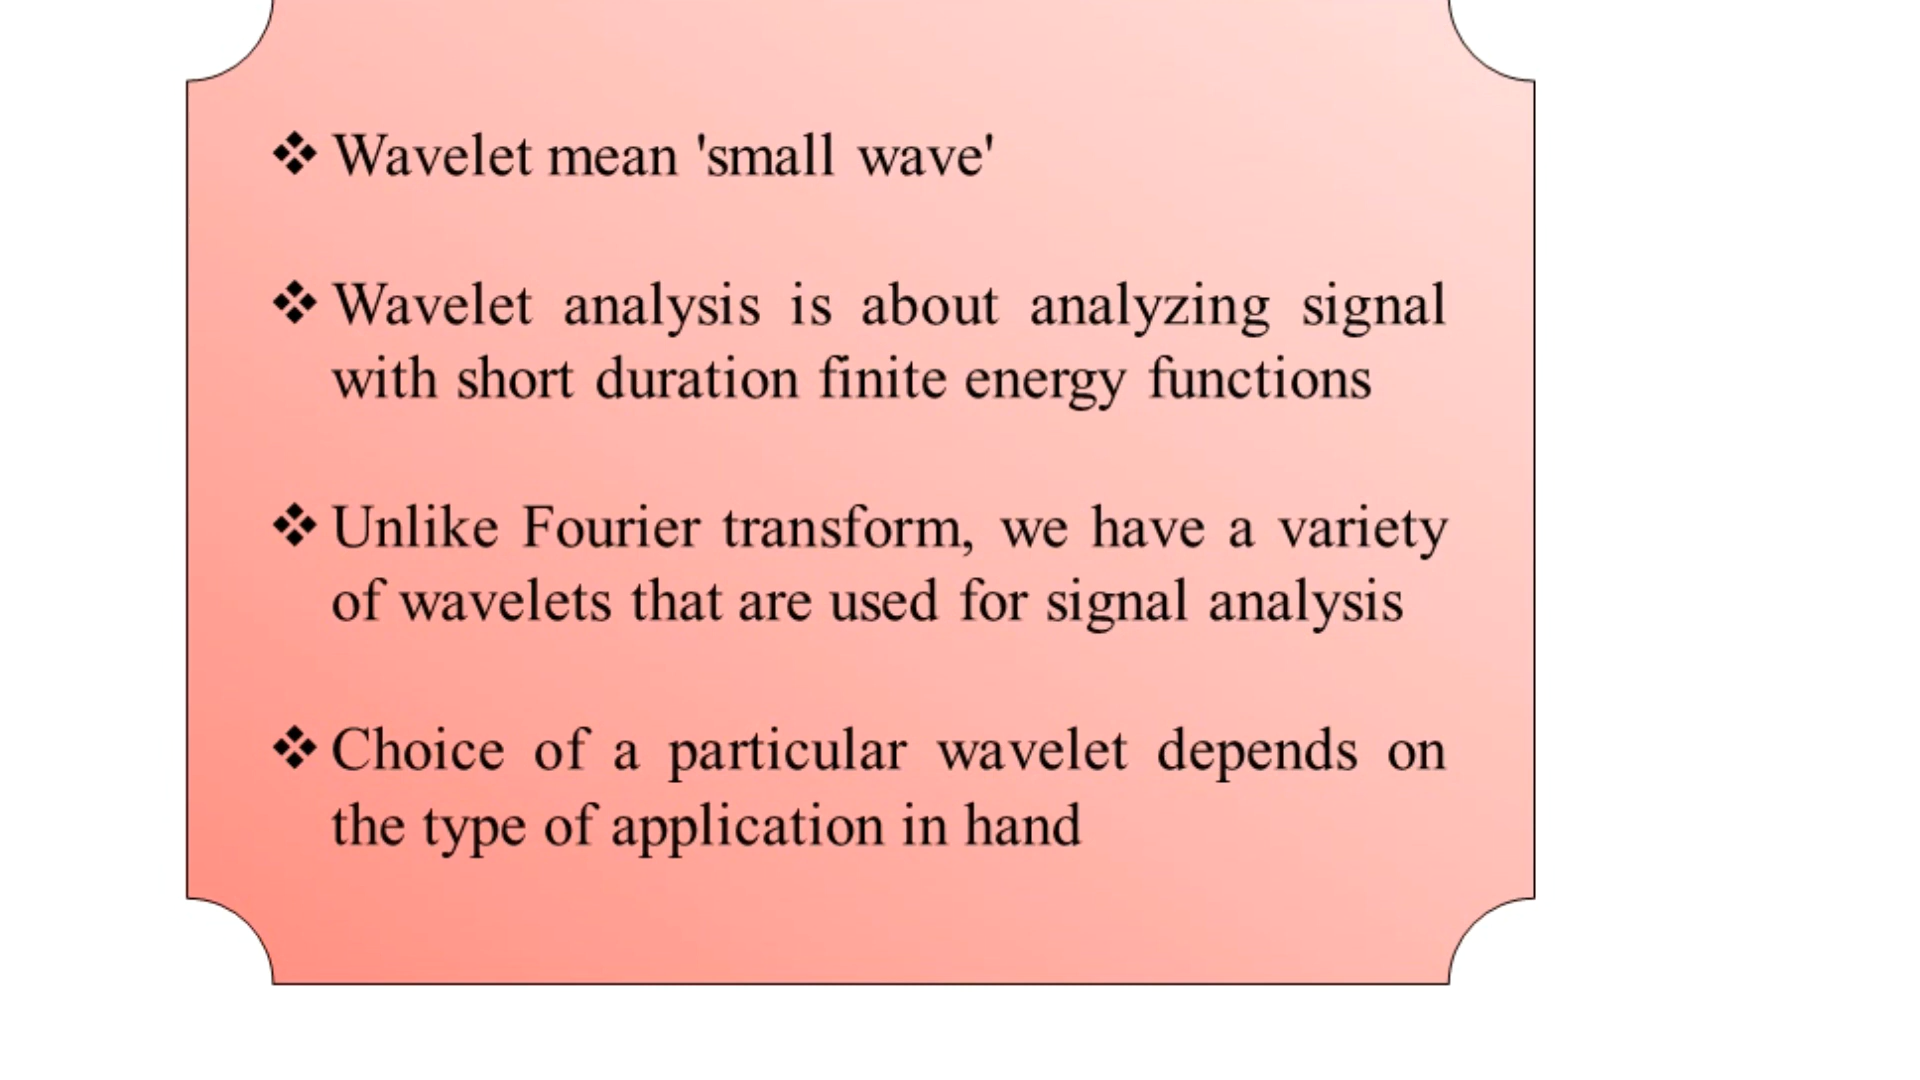 ❖ Wavelet mean 'small wave'
❖ Wavelet analysis is about analyzing signal
with short duration finite energy functions
❖ Unlike Fourier transform, we have a variety
of wavelets that are used for signal analysis
❖ Choice of a particular wavelet depends on
the type of application in hand